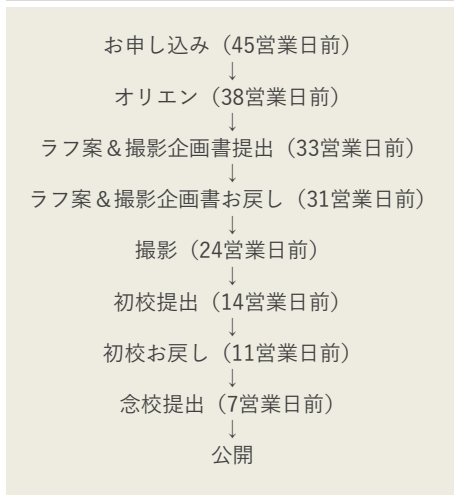 お申し込み（45営業日前）
↓
オリエン（38営業日前）
↓
ラフ案＆撮影企画書提出（33営業日前）
↓
ラフ案＆撮影企画書お戻し（31営業日前）
↓
撮影（24営業日前）
↓
初校提出（14営業日前）
↓
初校お戻し（11営業日前）
↓
念校提出（7営業日前）
↓
公開